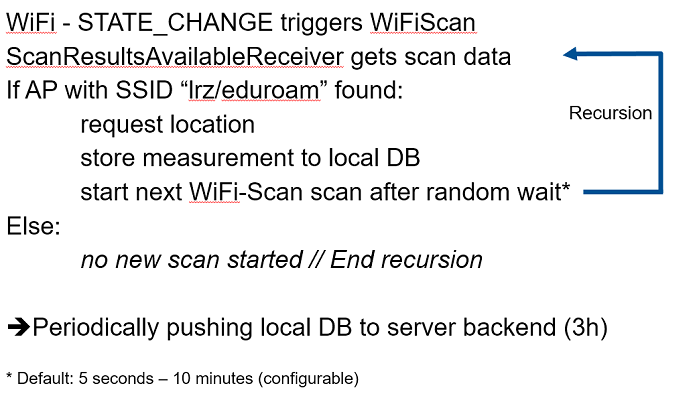 WiFi - STATE_CHANGE triggers WiFiScan
ScanResultsAvailableReceiver gets scan data
If AP with SSID “lrz/eduroam” found:
request location
store measurement to local DB
start next WiFi-Scan scan after random wait*
Recursion
Else:
no new scan started // End recursion
➔Periodically pushing local DB to server backend (3h)
* Default: 5 seconds – 10 minutes (configurable)